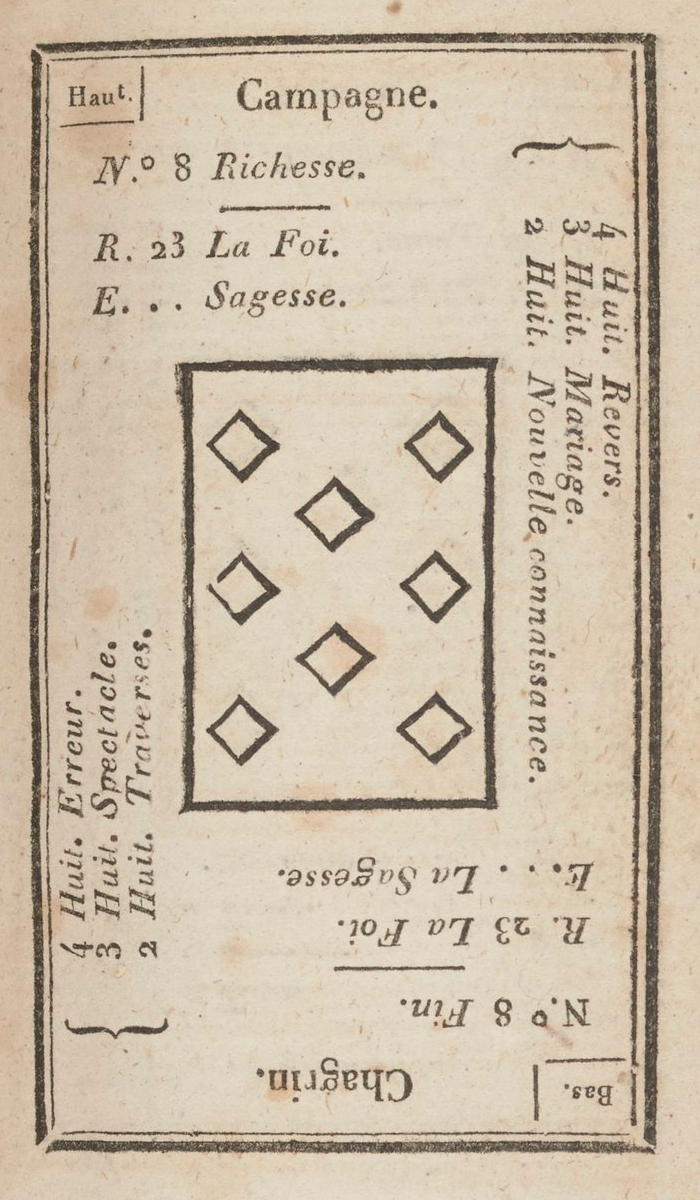 Haut.
Campagne.
N.º 8 Richesse.
R. 23 La Foi.
E. . . Sagesse.
4 Huit. Revers.
3 Huit. Mariage.
2 Huit. Nouvelle connaissance.
4 Huit. Erreur.
3 Huit. Spectacle.
2 Huit. Traverses.
Bas.
Chagrin.
N.º 8 Fin.
R. 23 La Foi.
E. . . La Sagesse.